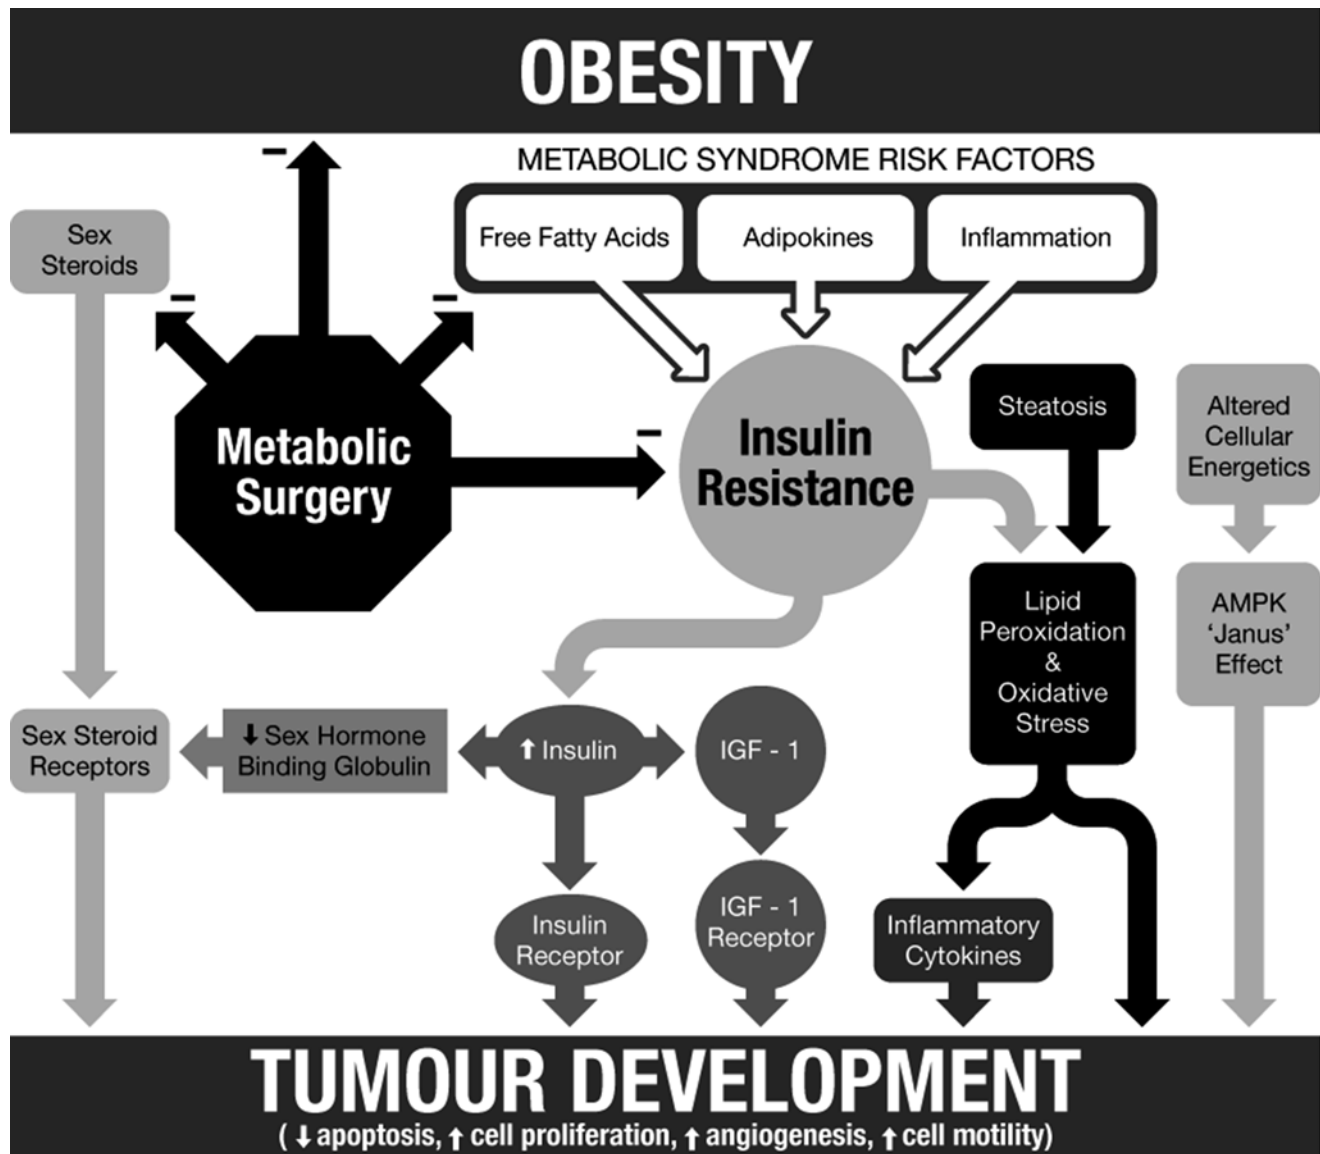 OBESITY
METABOLIC SYNDROME RISK FACTORS
Sex
Steroids
Free Fatty Acids
Adipokines
Inflammation
–
–
–
–
Metabolic
Surgery
Insulin
Resistance
Steatosis
Altered
Cellular
Energetics
Lipid
Peroxidation
&
Oxidative
Stress
AMPK
‘Janus’
Effect
Sex Steroid
Receptors
↓ Sex Hormone
Binding Globulin
↑ Insulin
IGF - 1
Insulin
Receptor
IGF - 1
Receptor
Inflammatory
Cytokines
TUMOUR DEVELOPMENT
( ↓ apoptosis, ↑ cell proliferation, ↑ angiogenesis, ↑ cell motility)